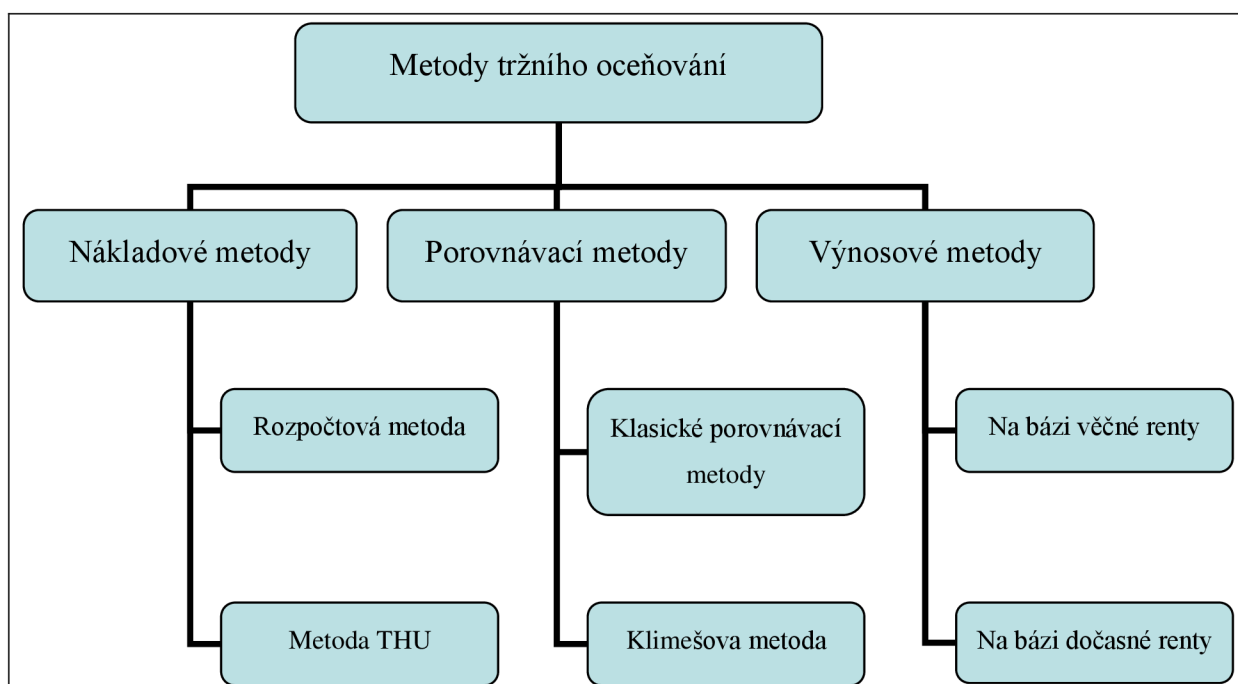 Metody tržního oceňování
Nákladové metody
Porovnávací metody
Výnosové metody
Rozpočtová metoda
Klasické porovnávací
metody
Na bázi věčné renty
Metoda THU
Klimešova metoda
Na bázi dočasné renty